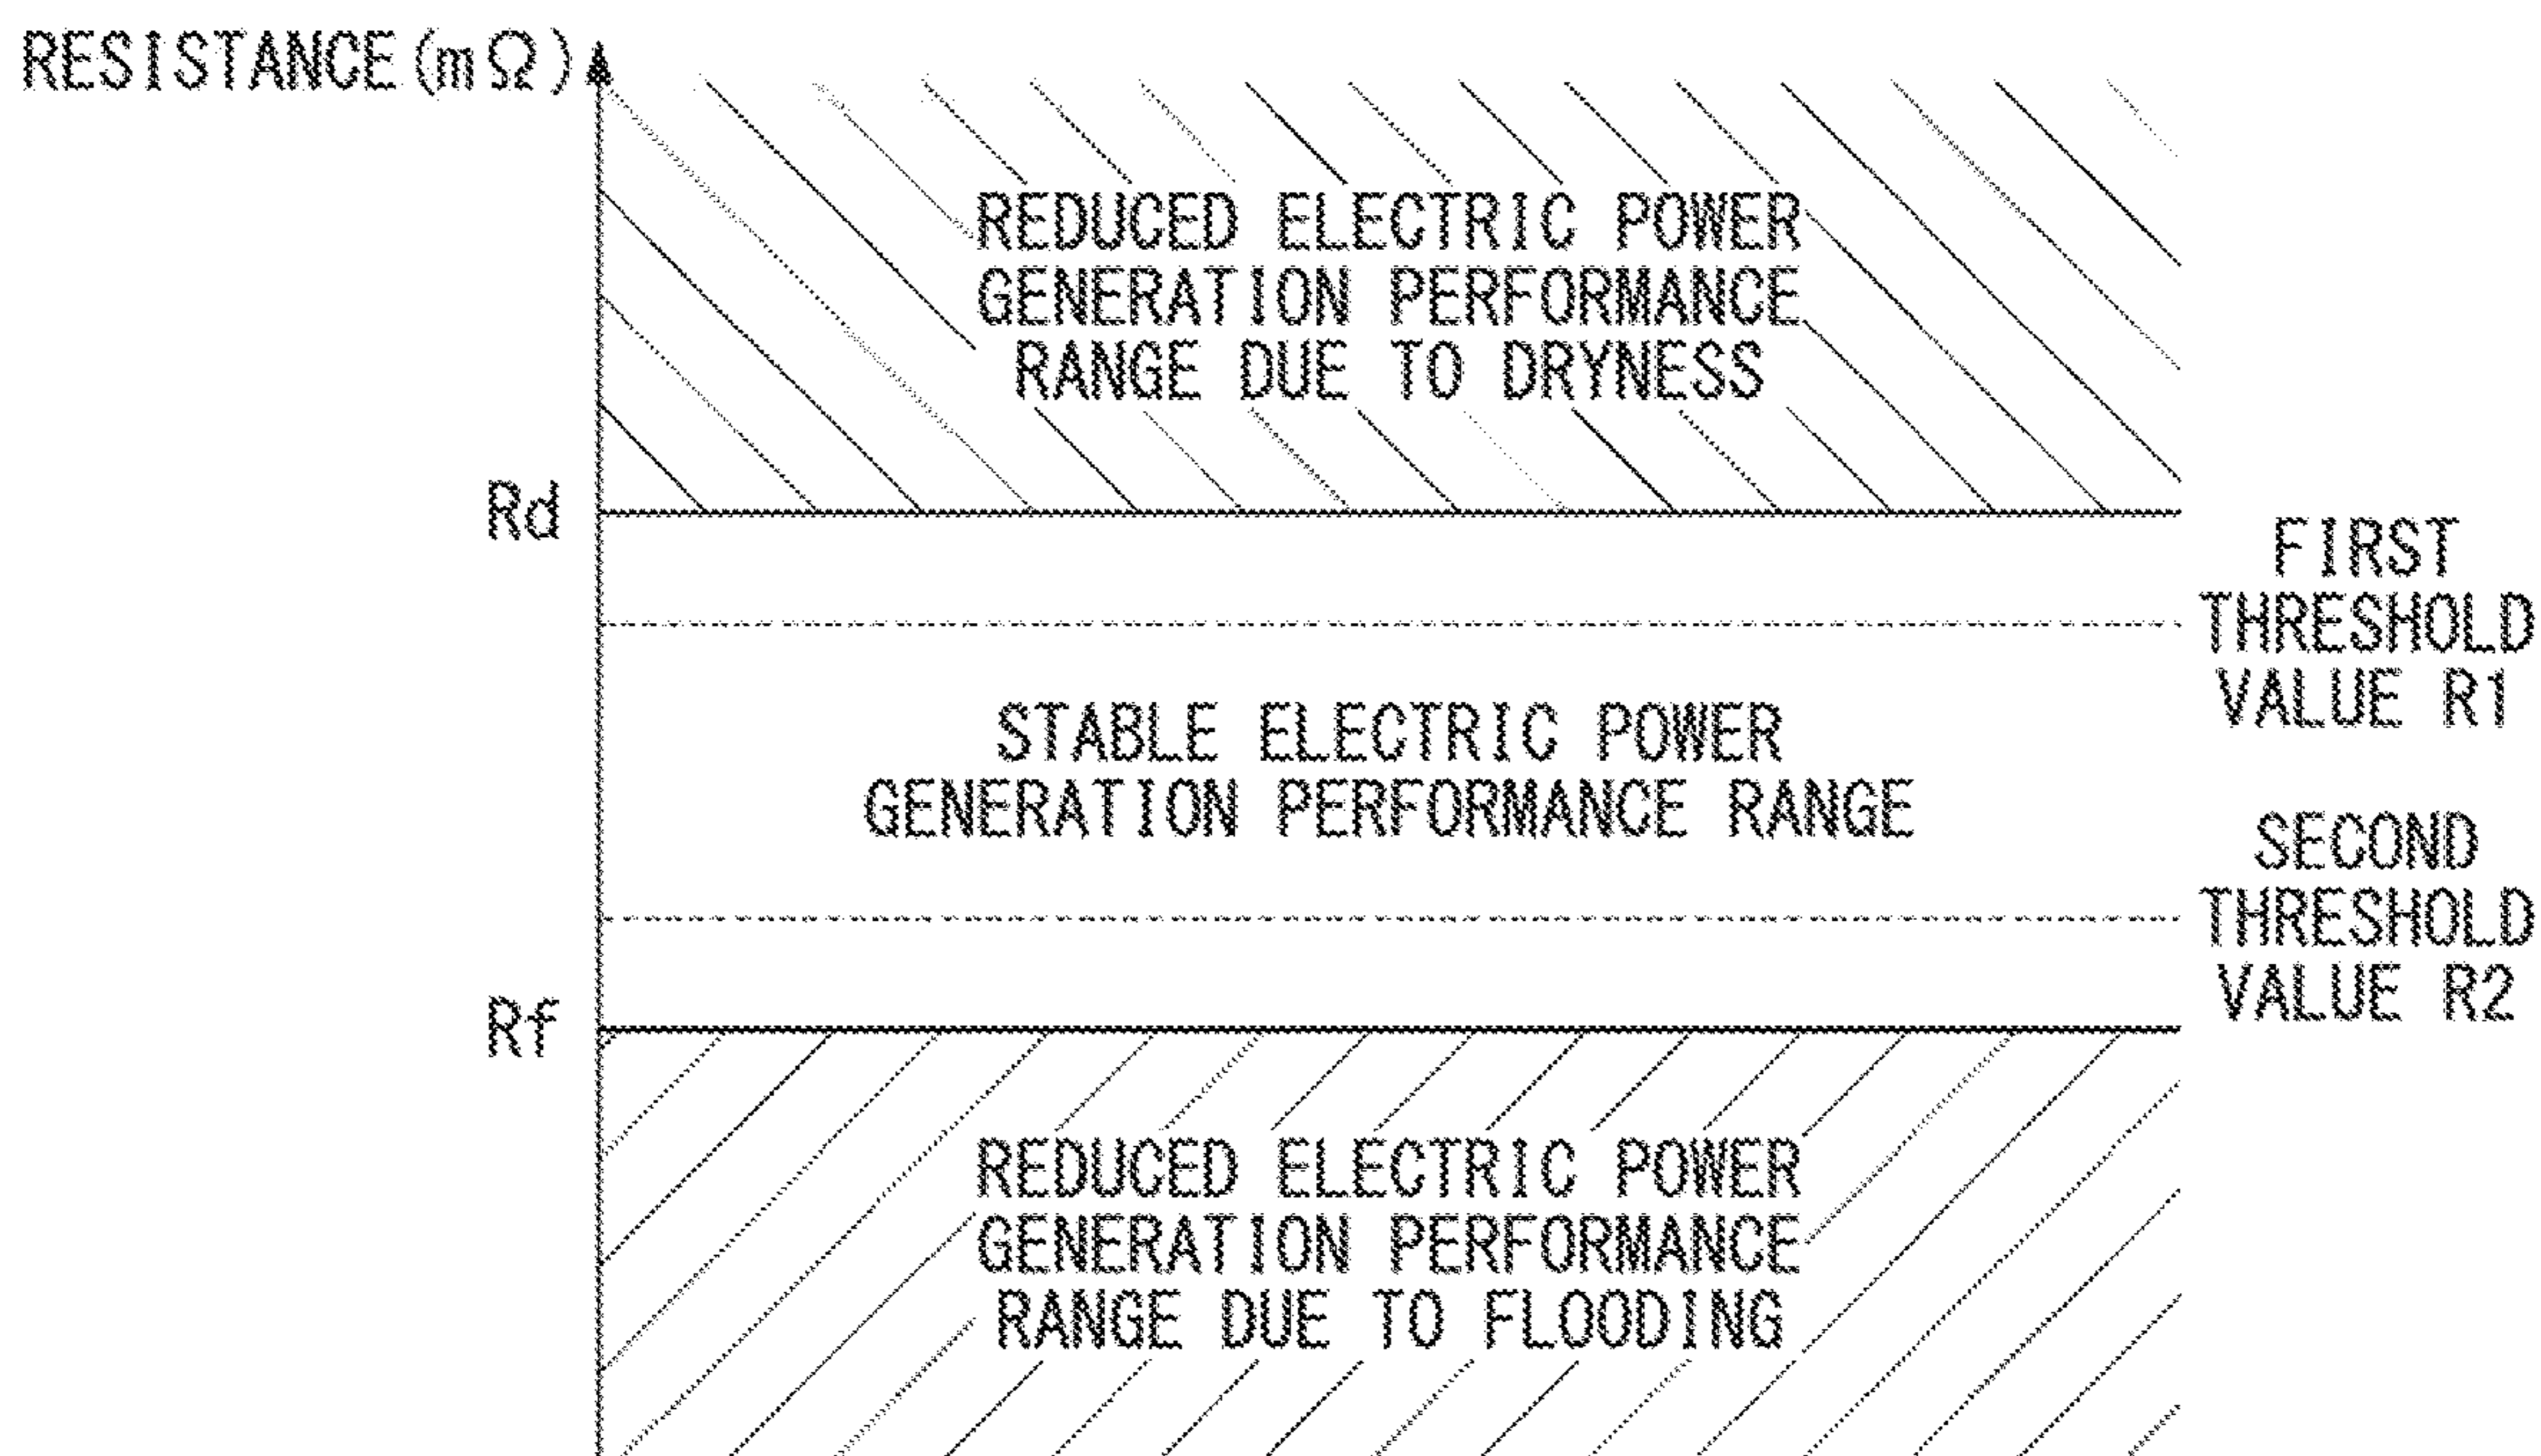 RESISTANCE(mΩ)
REDUCED ELECTRIC POWER
GENERATION PERFORMANCE
RANGE DUE TO DRYNESS
Rd
FIRST
THRESHOLD
VALUE R1
STABLE ELECTRIC POWER
GENERATION PERFORMANCE RANGE
SECOND
THRESHOLD
VALUE R2
Rf
REDUCED ELECTRIC POWER
GENERATION PERFORMANCE
RANGE DUE TO FLOODING